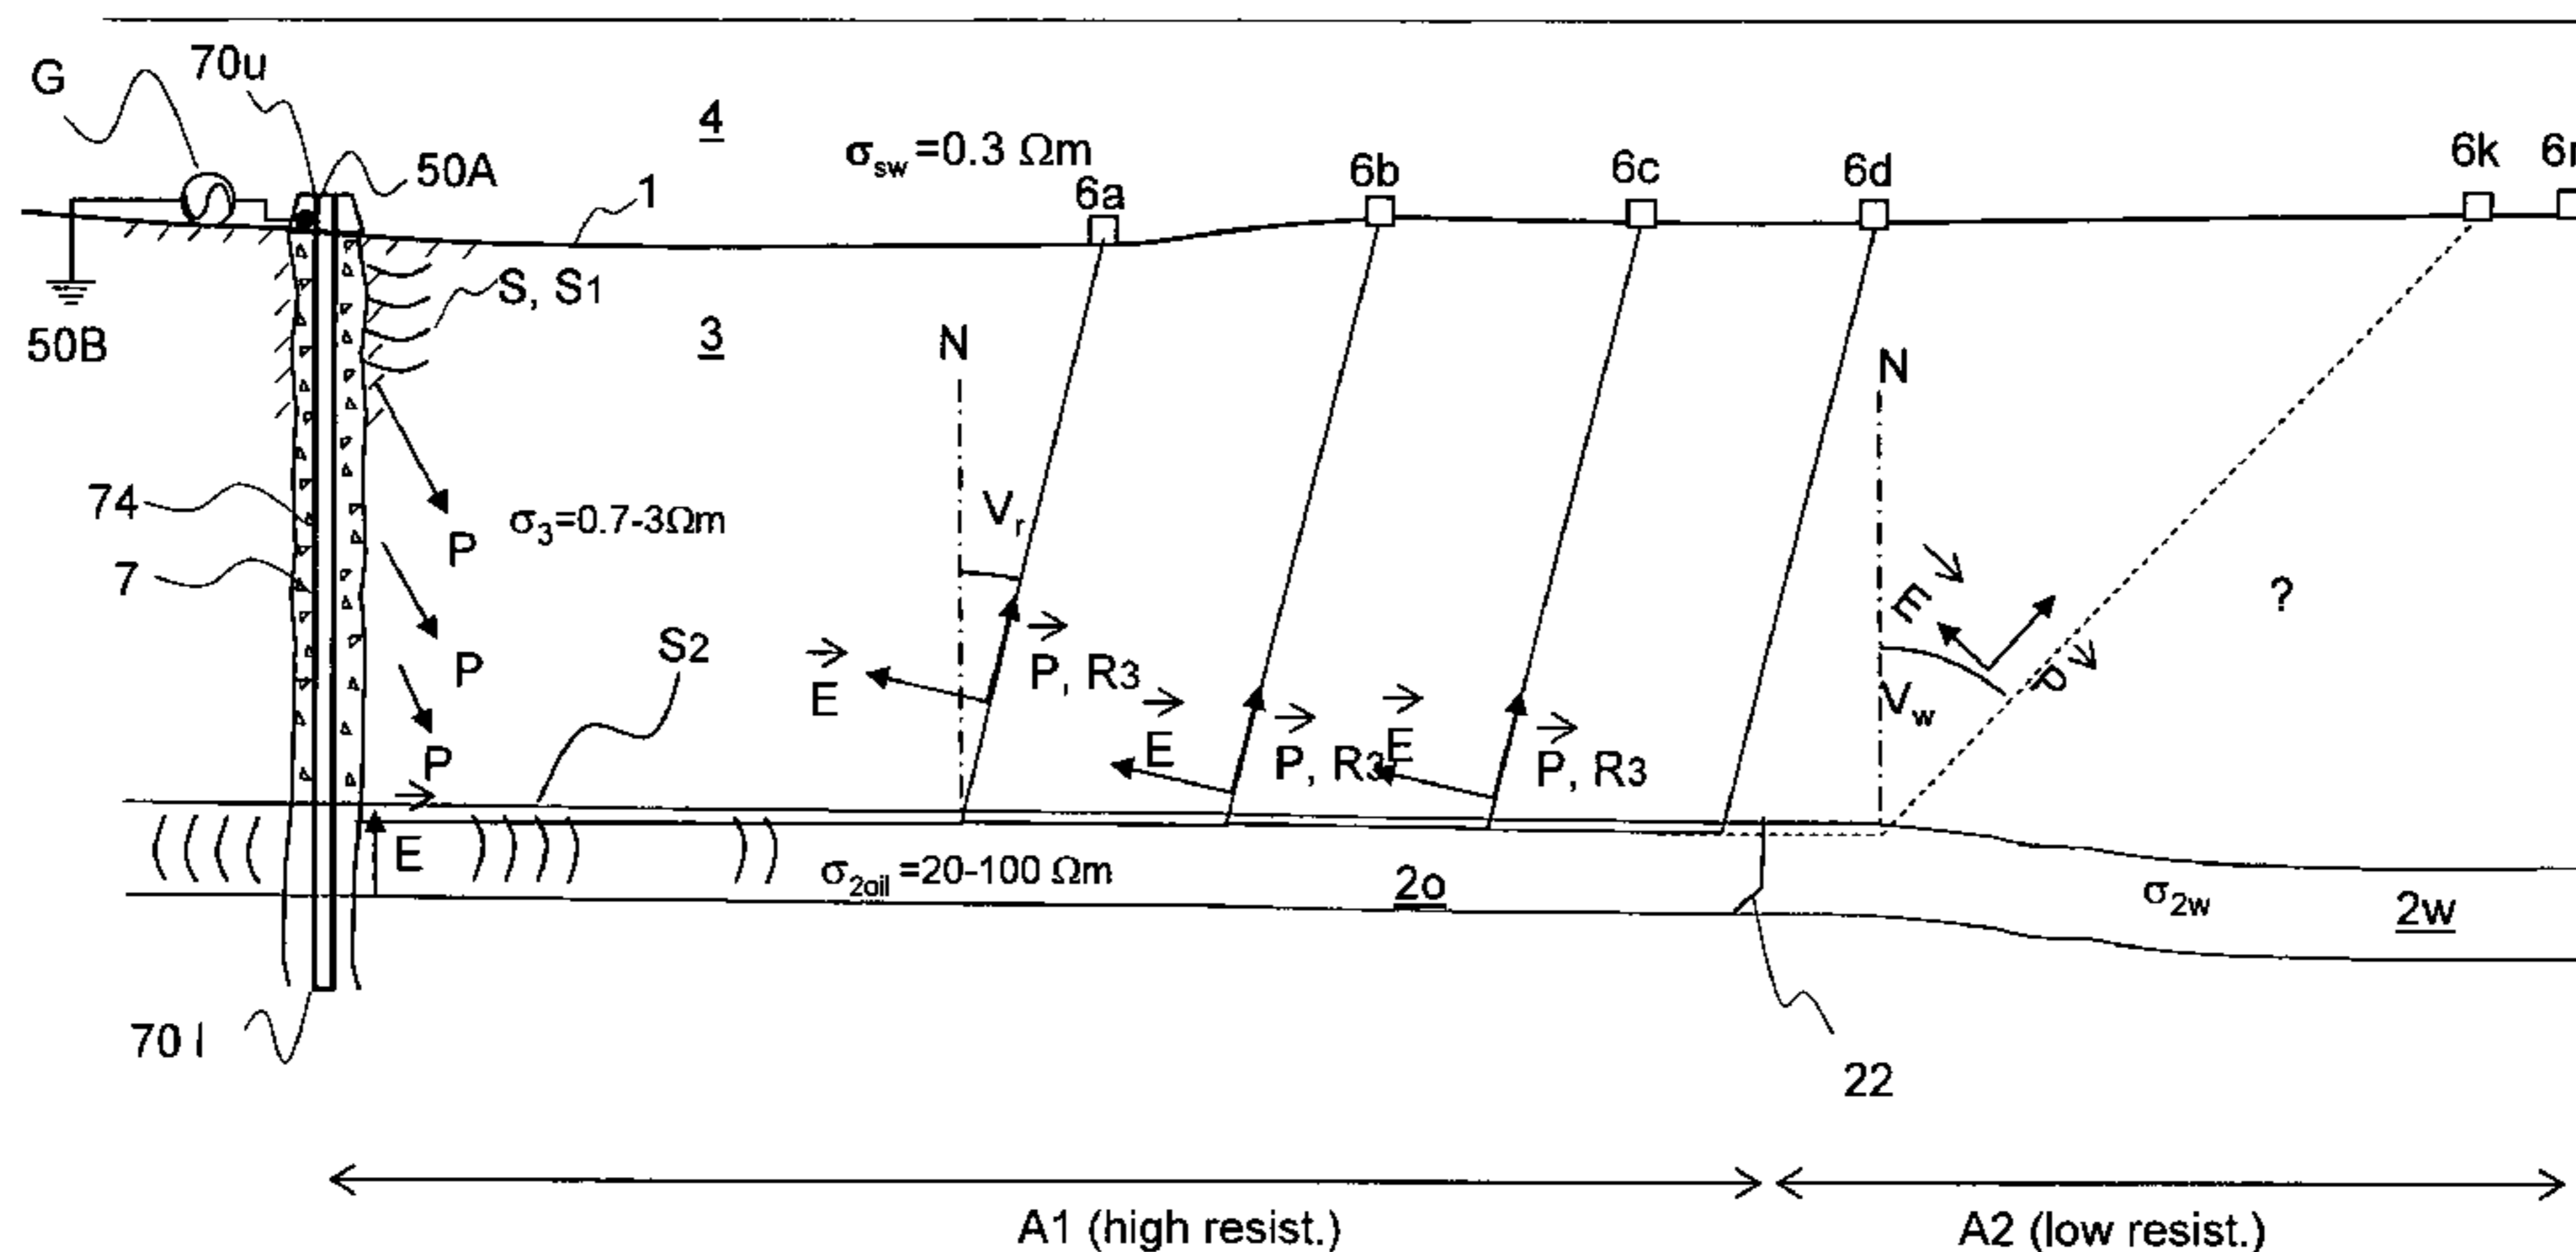 70u
G
4
50A
σsw =0.3 Ωm
1
6a
6b
6c
6d
6k
S, S1
50B
3
N
N
74
σ3=0.7-3Ωm
P
Vr
7
E
?
P
S2
P, R3
E
P
Vw
P
E
P, R3
E
P, R3
E
σ2oil =20-100 Ωm
2o
σ2w
2w
70 l
22
A1 (high resist.)
A2 (low resist.)